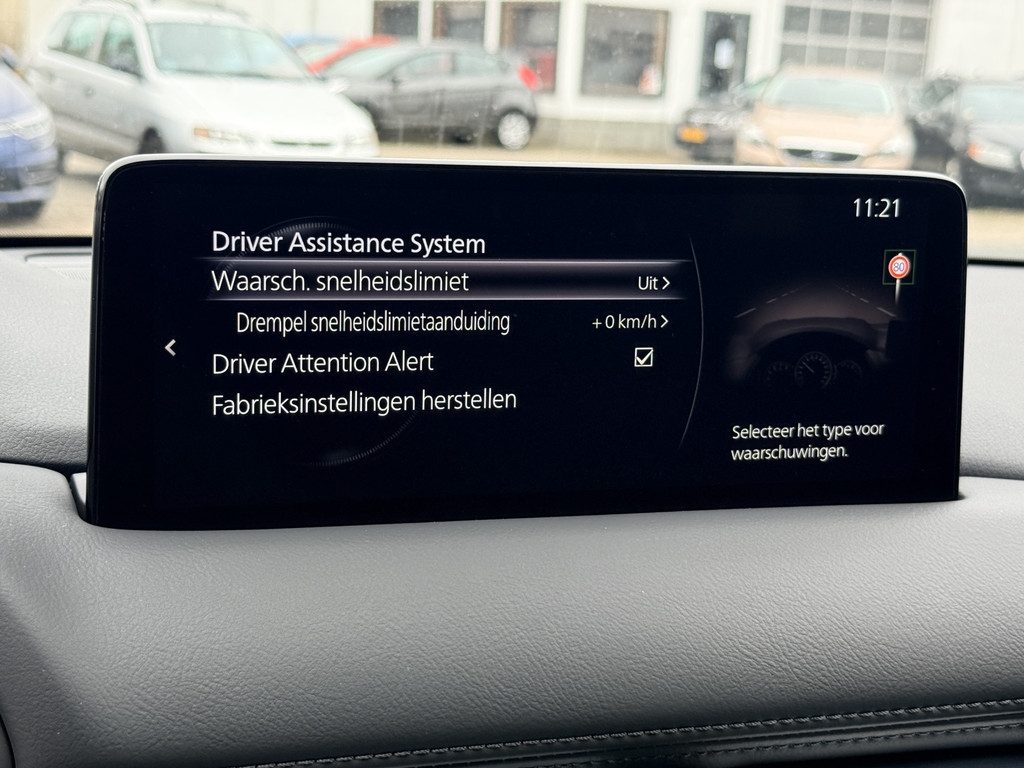 11:21
Driver Assistance System
Waarsch. snelheidslimiet Uit >
Drempel snelheidslimietaanduiding +0 km/h >
Driver Attention Alert
Fabrieksinstellingen herstellen
80
Selecteer het type voor
waarschuwingen.